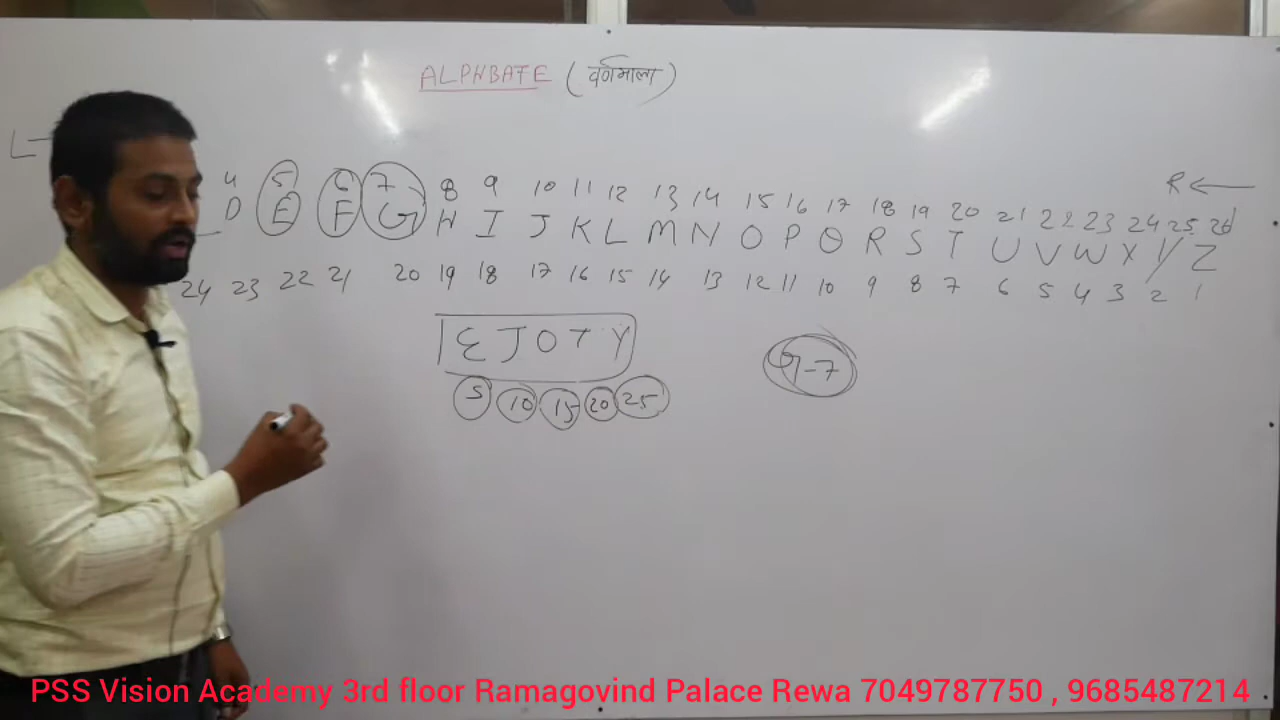 ALPHBATE (वर्णमाला)
L
R
4 5 6 7 8 9 10 11 12 13 14 15 16 17 18 19 20 21 22 23 24 25 26
D E F G H I J K L M N O P Q R S T U V W X Y Z
24 23 22 21 20 19 18 17 16 15 14 13 12 11 10 9 8 7 6 5 4 3 2 1
EJOTY
5 10 15 20 25
G-7
PSS Vision Academy 3rd floor Ramagovind Palace Rewa 7049787750 , 9685487214